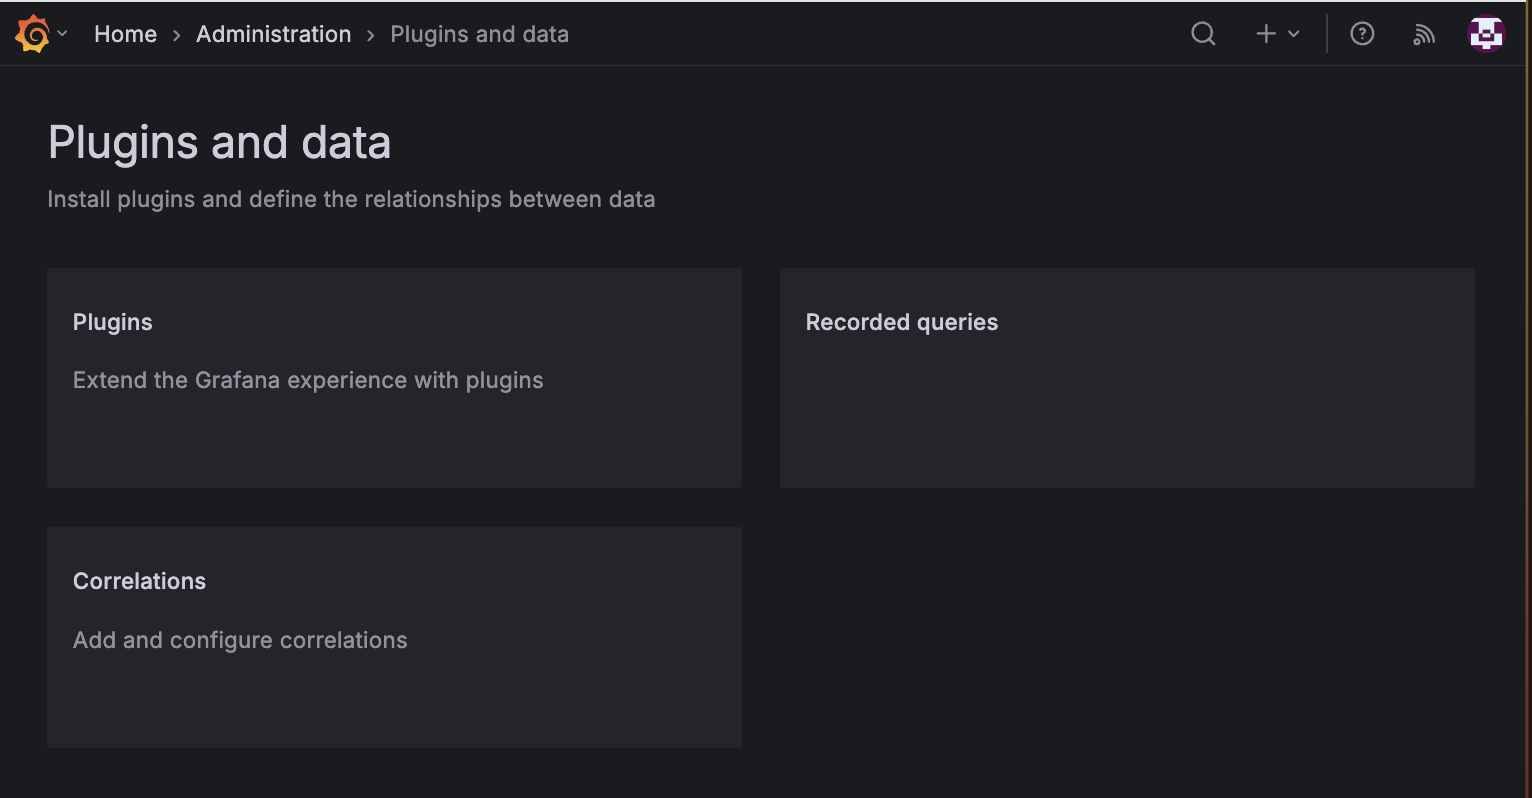 Home > Administration > Plugins and data
Plugins and data
Install plugins and define the relationships between data
Plugins
Extend the Grafana experience with plugins
Recorded queries
Correlations
Add and configure correlations